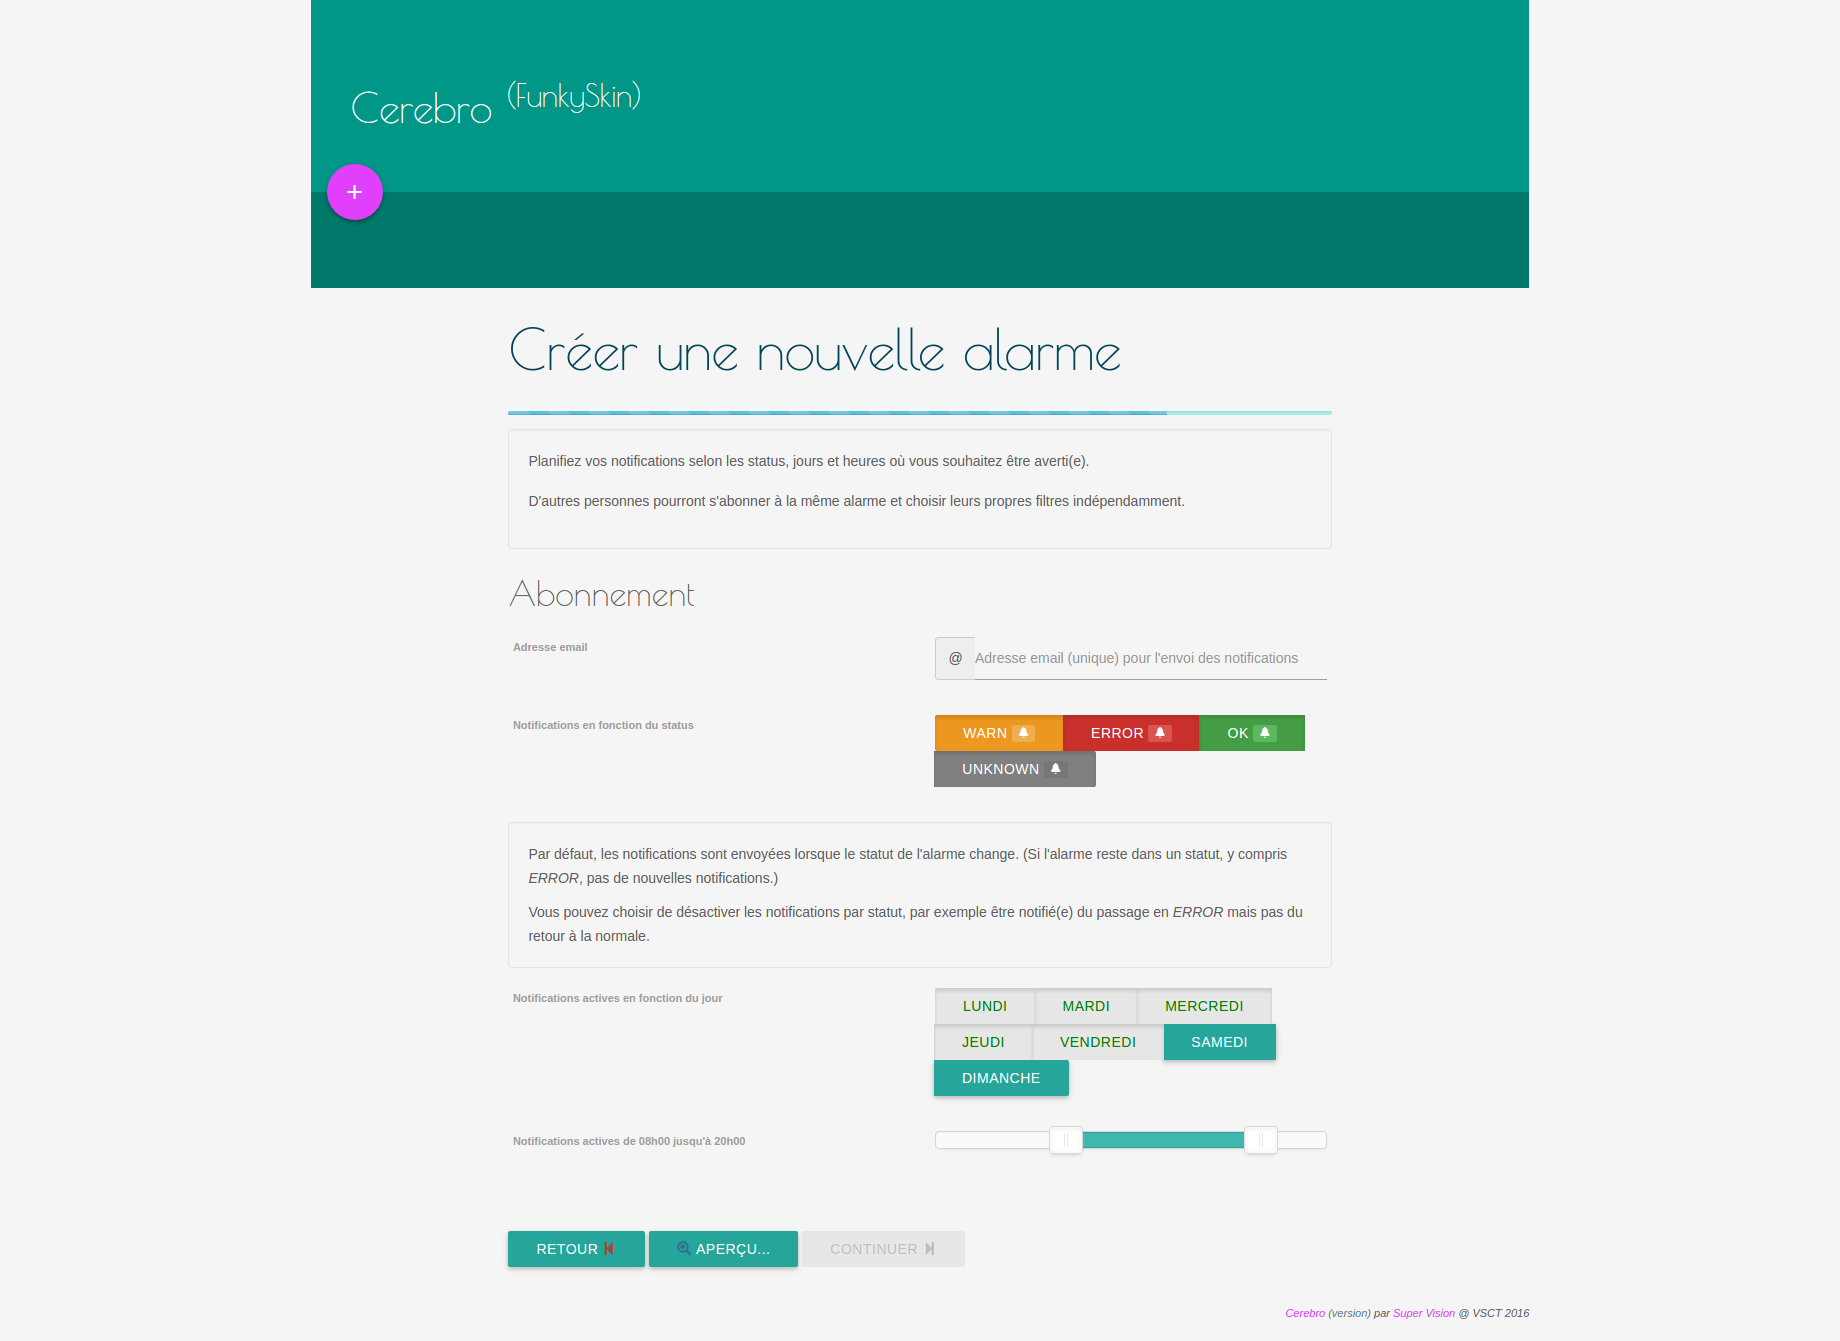 Cerebro (FunkySkin)
+
Créer une nouvelle alarme
Planifiez vos notifications selon les status, jours et heures où vous souhaitez être averti(e).
D'autres personnes pourront s'abonner à la même alarme et choisir leurs propres filtres indépendamment.
Abonnement
Adresse email
@ Adresse email (unique) pour l'envoi des notifications
Notifications en fonction du status
WARN ERROR OK
UNKNOWN
Par défaut, les notifications sont envoyées lorsque le statut de l'alarme change. (Si l'alarme reste dans un statut, y compris
ERROR, pas de nouvelles notifications.)
Vous pouvez choisir de désactiver les notifications par statut, par exemple être notifié(e) du passage en ERROR mais pas du
retour à la normale.
Notifications actives en fonction du jour
LUNDI MARDI MERCREDI
JEUDI VENDREDI SAMEDI
DIMANCHE
Notifications actives de 08h00 jusqu'à 20h00
RETOUR APERÇU... CONTINUER
Cerebro (version) par Super Vision @ VSCT 2016